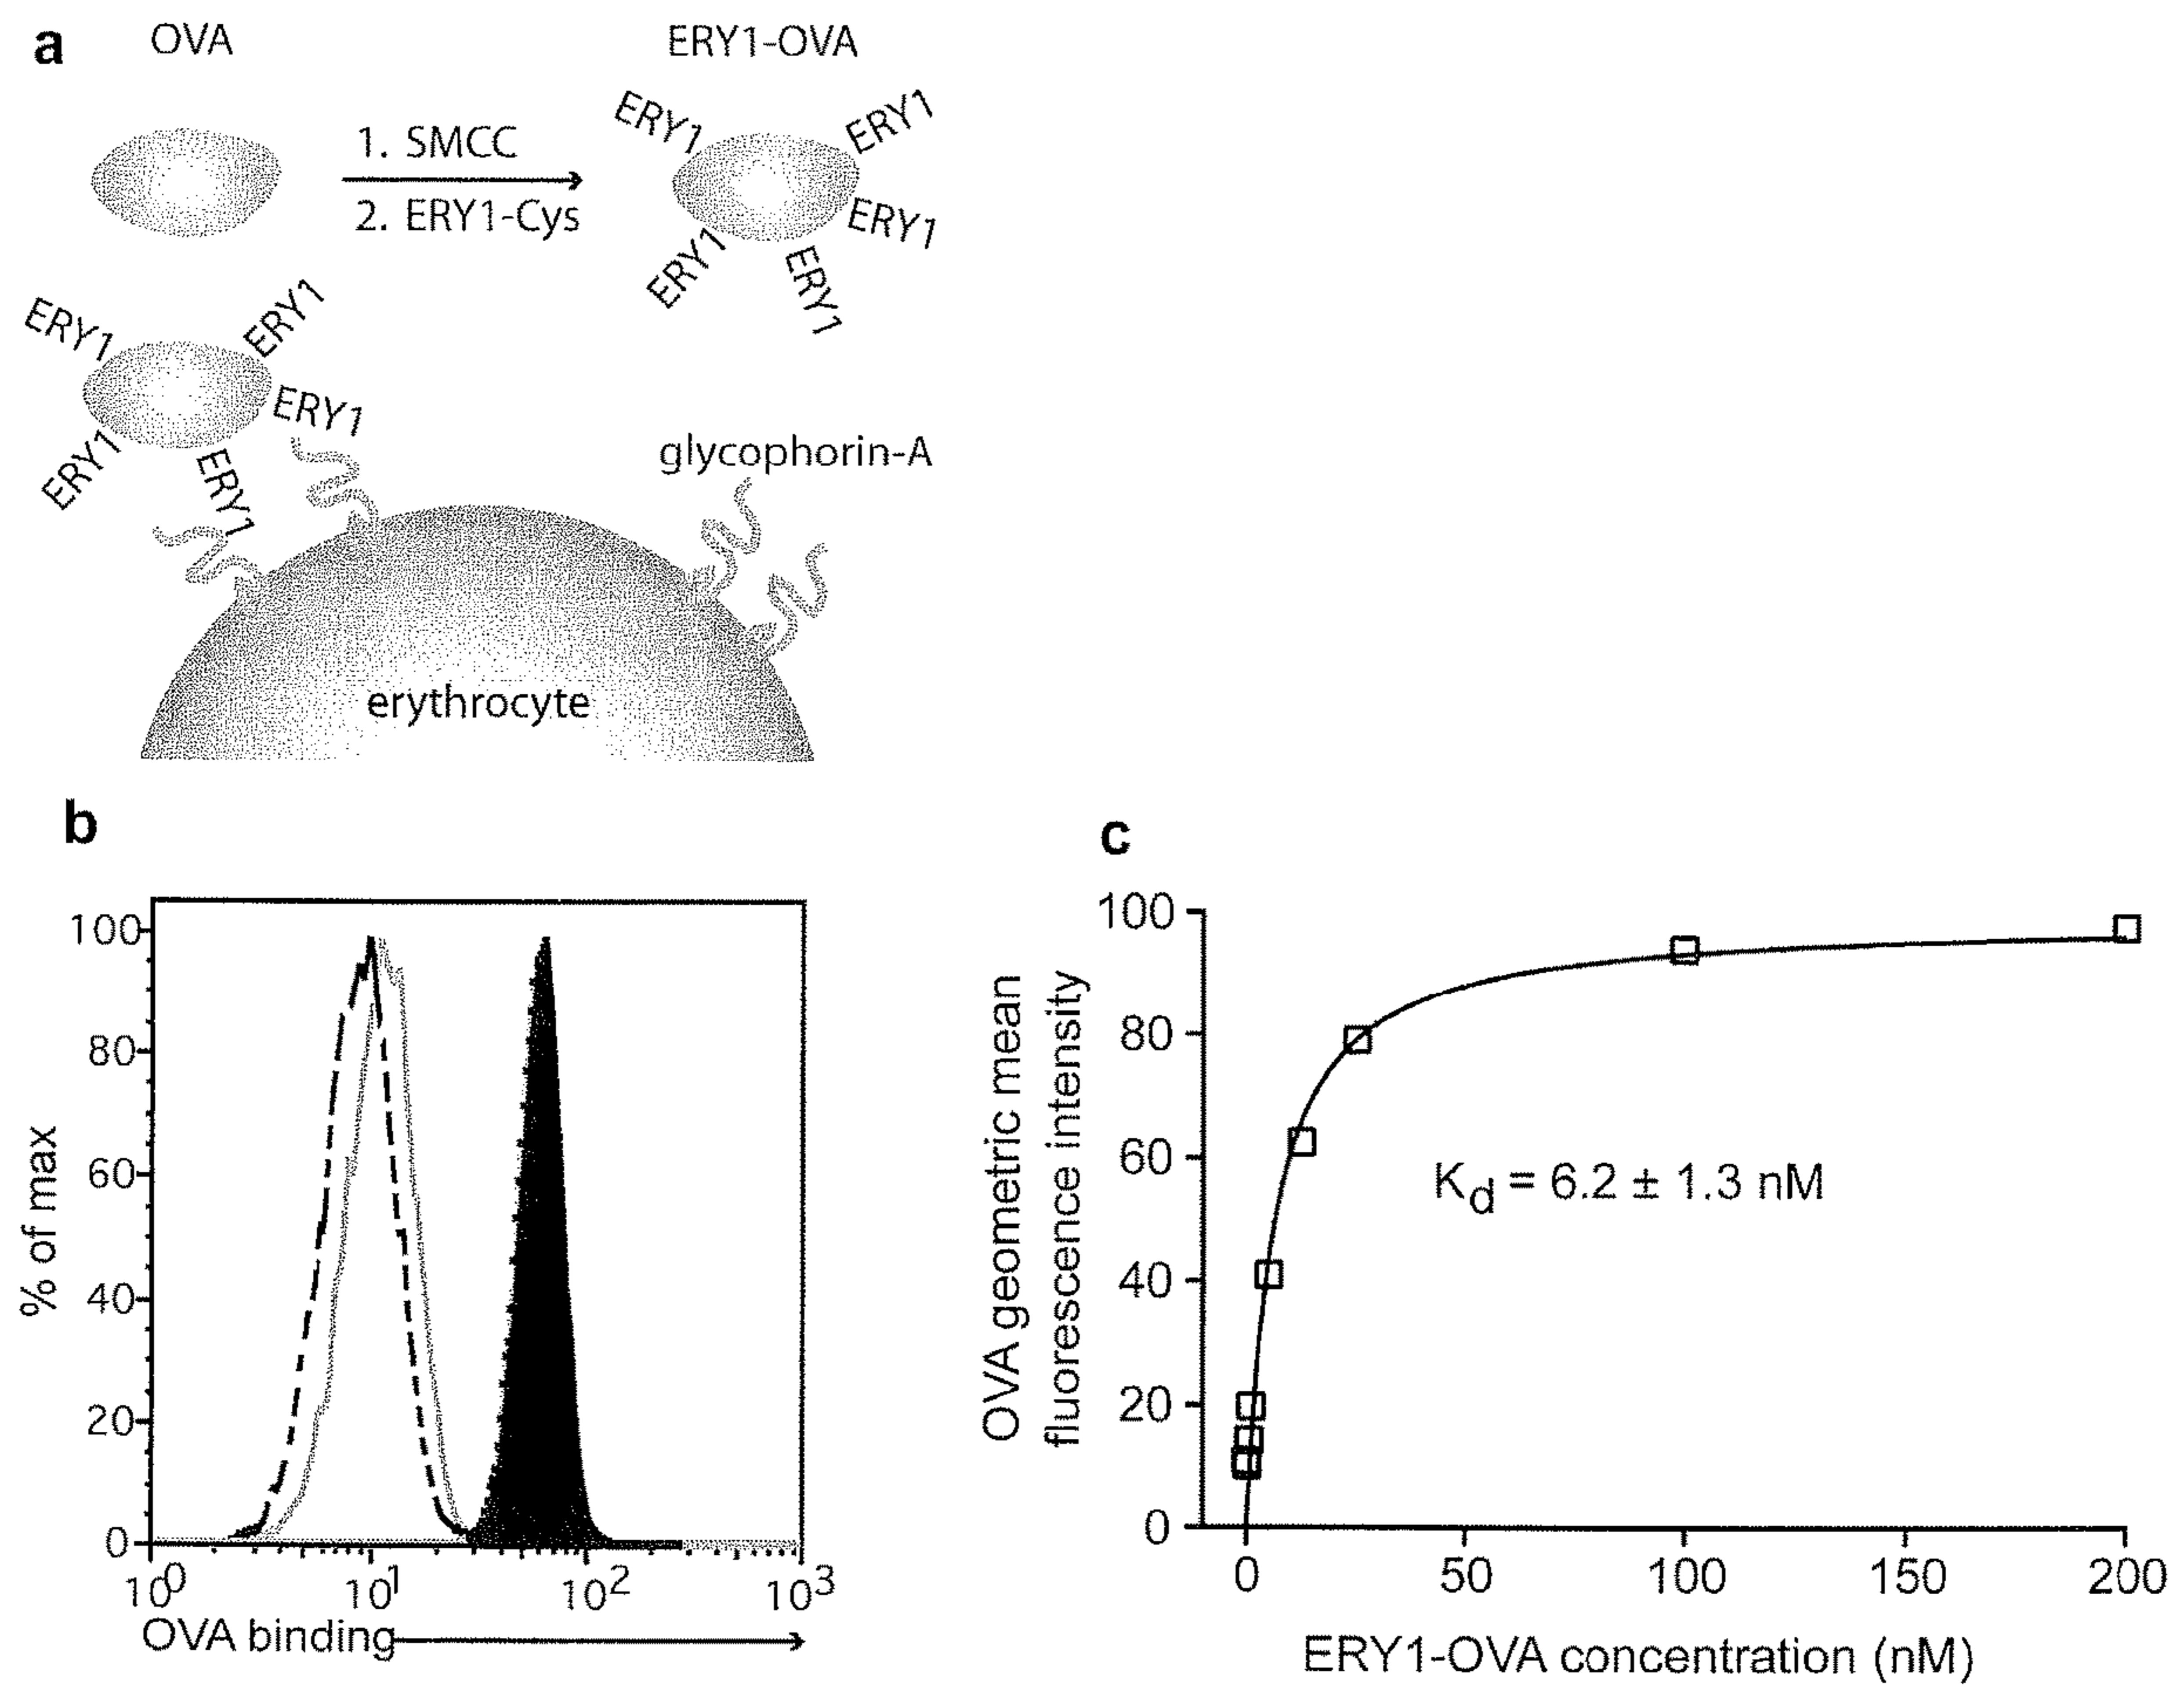 a
OVA
ERY1-OVA
1. SMCC
2. ERY1-Cys
ERY1
ERY1
ERY1
ERY1
ERY1
ERY1
ERY1
ERY1
ERY1
ERY1
glycophorin-A
erythrocyte
b
% of max
100
80
60
40
20
0
10^0
10^1
10^2
10^3
OVA binding
c
OVA geometric mean
fluorescence intensity
100
80
60
40
20
0
K_d = 6.2 ± 1.3 nM
0 50 100 150 200
ERY1-OVA concentration (nM)